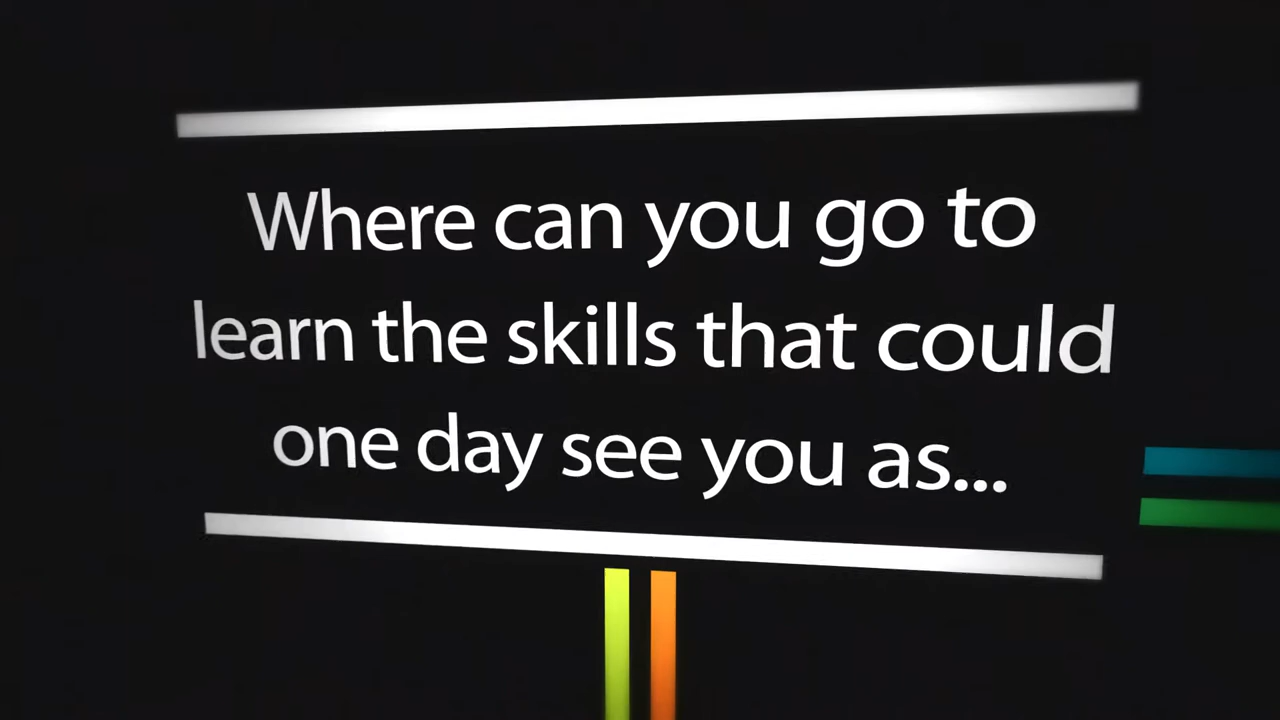 Where can you go to
learn the skills that could
one day see you as...